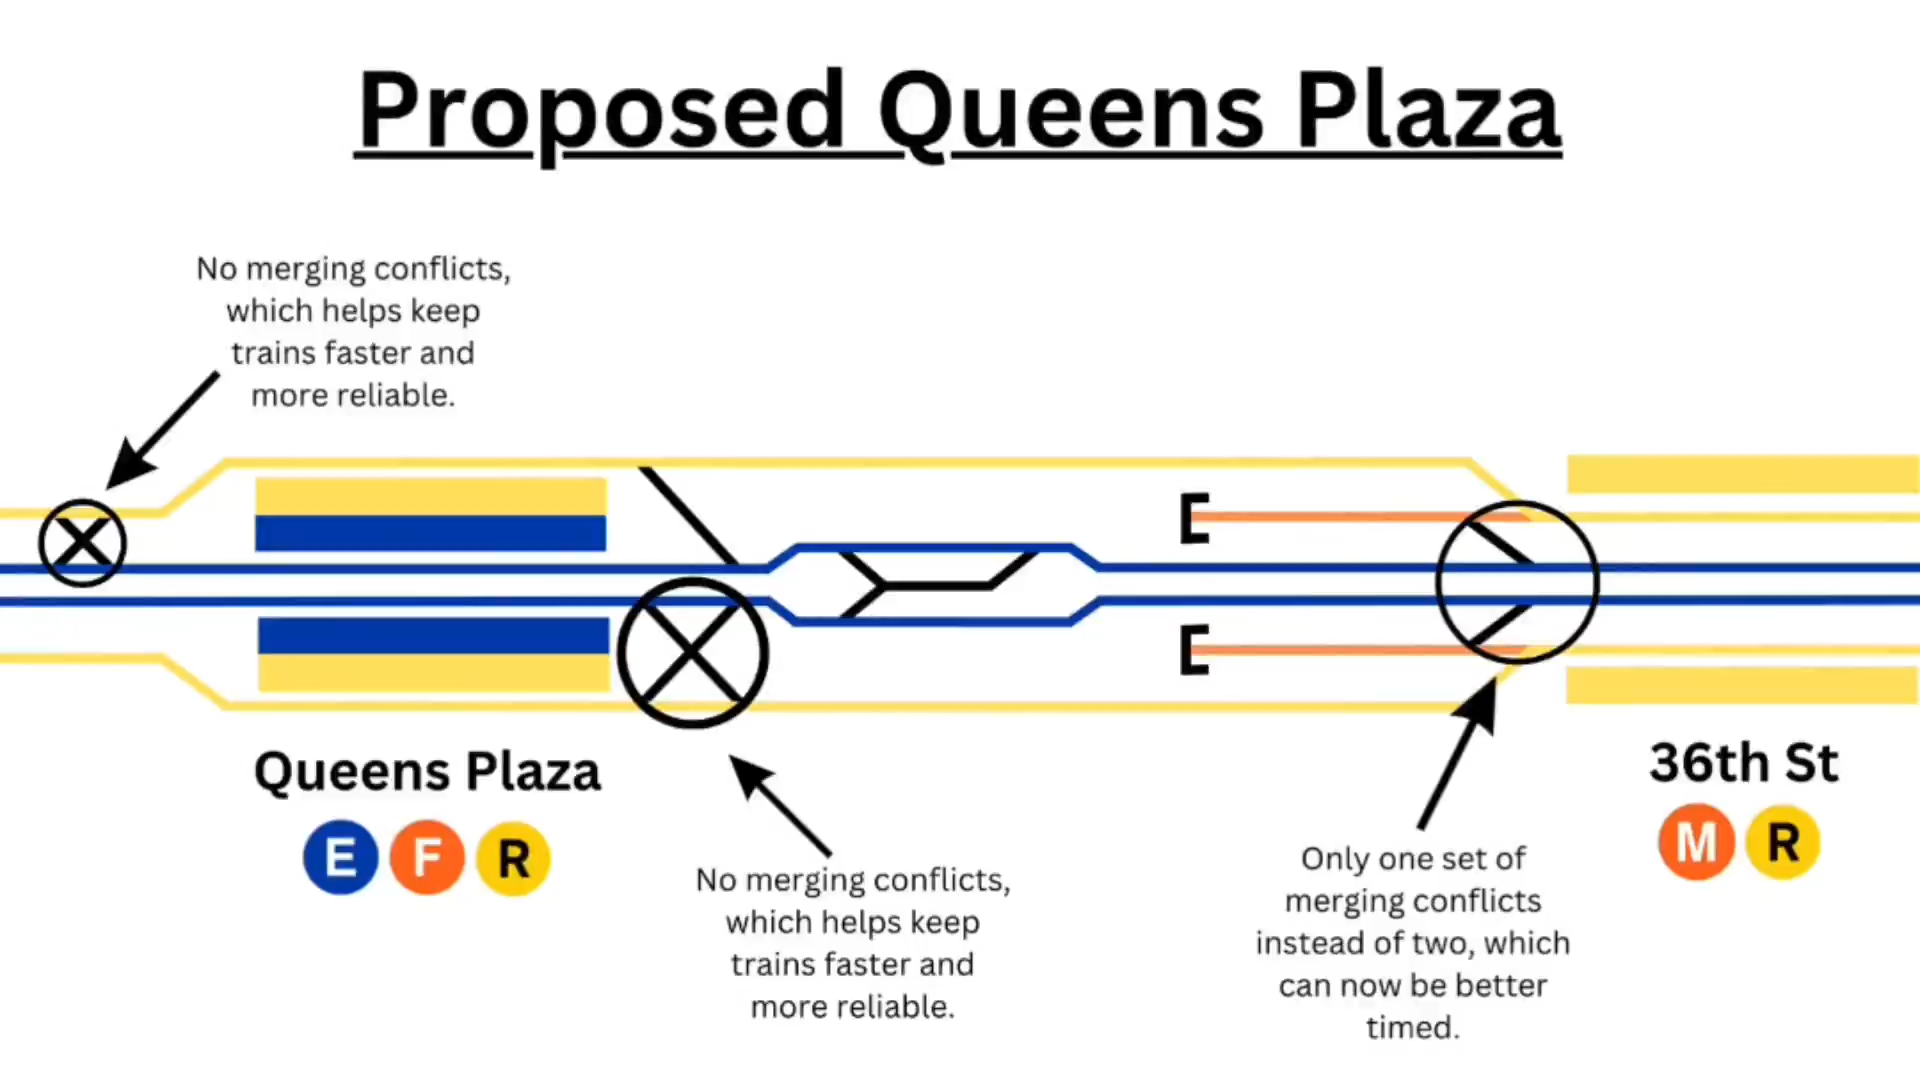 Proposed Queens Plaza
No merging conflicts,
which helps keep
trains faster and
more reliable.
Queens Plaza
E F R
No merging conflicts,
which helps keep
trains faster and
more reliable.
36th St
M R
Only one set of
merging conflicts
instead of two, which
can now be better
timed.